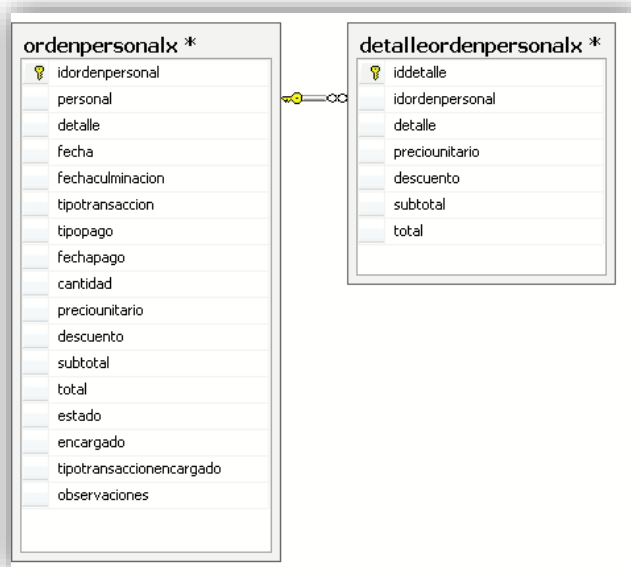 ordenpersonalx *
idordenpersonal
personal
detalle
fecha
fechaculminacion
tipotransaccion
tipopago
fechapago
cantidad
preciounitario
descuento
subtotal
total
estado
encargado
tipotransaccionencargado
observaciones
detalleordenpersonalx *
iddetalle
idordenpersonal
detalle
preciounitario
descuento
subtotal
total